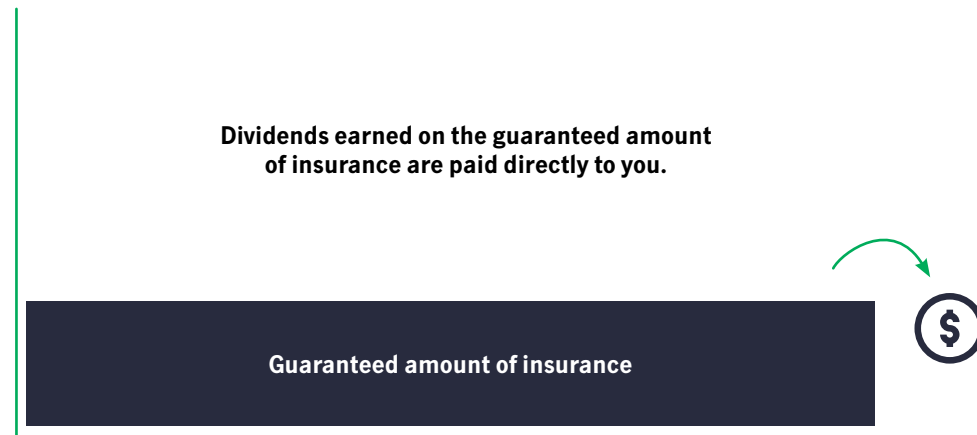 Dividends earned on the guaranteed amount
of insurance are paid directly to you.
$
Guaranteed amount of insurance